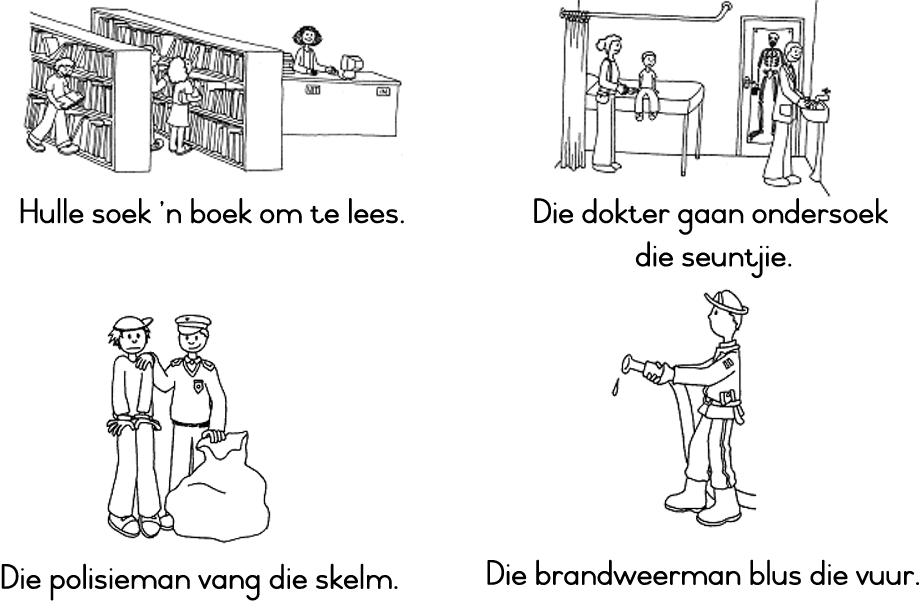 Hulle soek 'n boek om te lees.
Die dokter gaan ondersoek
die seuntjie.
Die polisieman vang die skelm.
Die brandweerman blus die vuur.